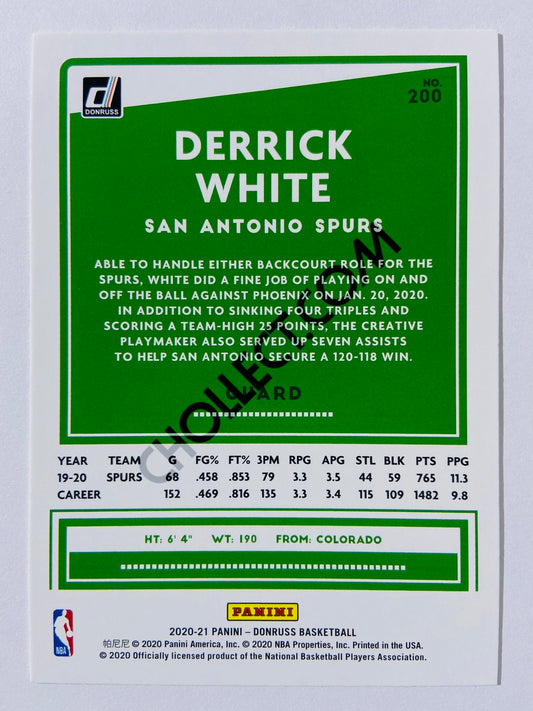 DONRUSS
NO.
200
DERRICK
WHITE
SAN ANTONIO SPURS
ABLE TO HANDLE EITHER BACKCOURT ROLE FOR THE
SPURS, WHITE DID A FINE JOB OF PLAYING ON AND
OFF THE BALL AGAINST PHOENIX ON JAN. 20, 2020.
IN ADDITION TO SINKING FOUR TRIPLES AND
SCORING A TEAM-HIGH 25 POINTS, THE CREATIVE
PLAYMAKER ALSO SERVED UP SEVEN ASSISTS
TO HELP SAN ANTONIO SECURE A 120-118 WIN.
GUARD
CHOLLECT.COM
YEAR TEAM G FG% FT% 3PM RPG APG STL BLK PTS PPG
19-20 SPURS 68 .458 .853 79 3.3 3.5 44 59 765 11.3
CAREER 152 .469 .816 135 3.3 3.4 115 109 1482 9.8
HT: 6' 4" WT: 190 FROM: COLORADO
PANINI
2020-21 PANINI – DONRUSS BASKETBALL
帕尼尼 © 2020 Panini America, Inc. © 2020 NBA Properties, Inc. Printed in the USA.
© 2020 Officially licensed product of the National Basketball Players Association.
NBA